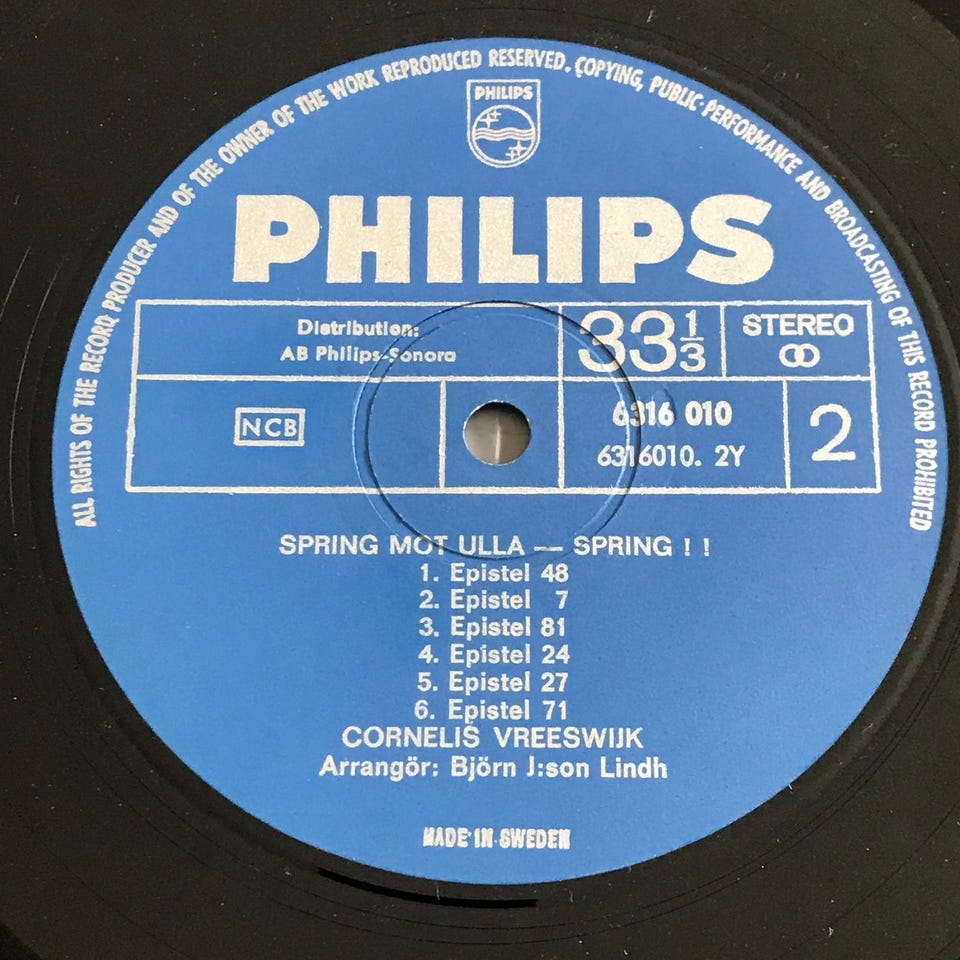 ALL RIGHTS OF THE RECORD PRODUCER AND OF THE OWNER OF THE WORK REPRODUCED RESERVED. COPYING, PUBLIC-PERFORMANCE AND BROADCASTING OF THIS RECORD PROHIBITED
PHILIPS
PHILIPS
Distribution:
AB Philips-Sonora
33 1/3
STEREO
NCB
6316 010
6316010. 2Y
2
SPRING MOT ULLA — SPRING ! !
1. Epistel 48
2. Epistel 7
3. Epistel 81
4. Epistel 24
5. Epistel 27
6. Epistel 71
CORNELIS VREESWIJK
Arrangör: Björn J:son Lindh
MADE IN SWEDEN